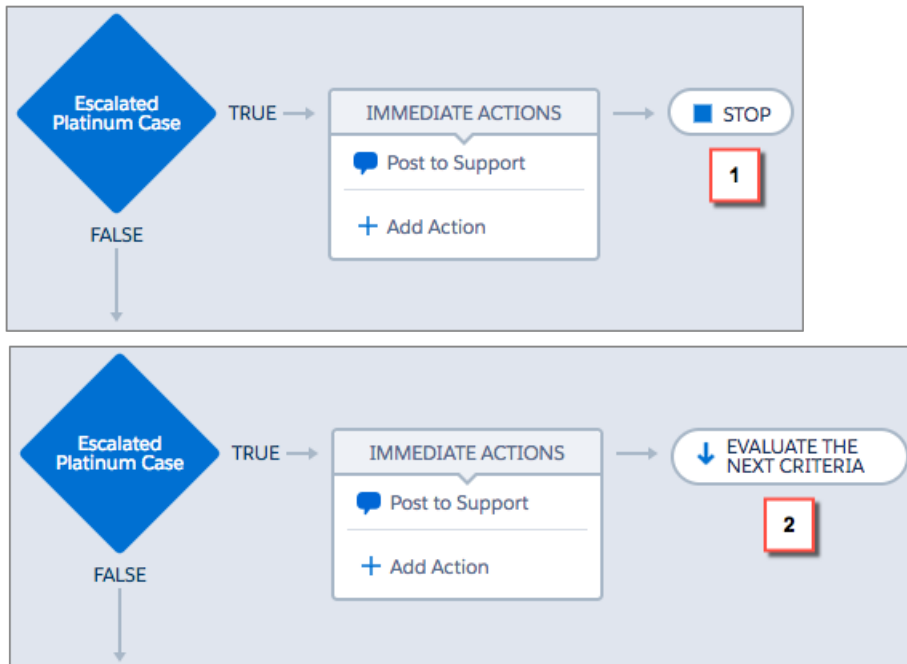 Escalated
Platinum Case
TRUE
IMMEDIATE ACTIONS
STOP
Post to Support
1
Add Action
FALSE
Escalated
Platinum Case
TRUE
IMMEDIATE ACTIONS
EVALUATE THE
NEXT CRITERIA
Post to Support
2
Add Action
FALSE